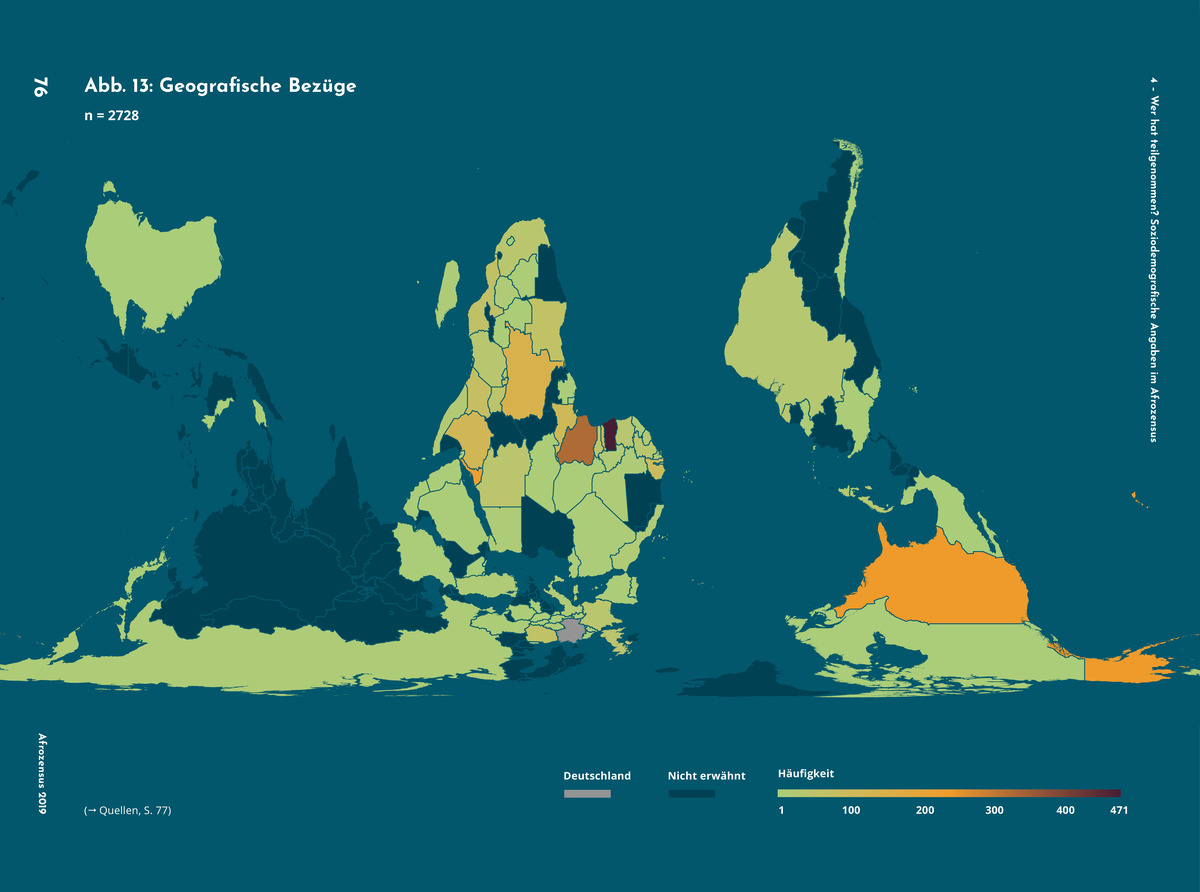 76
Abb. 13: Geografische Bezüge
n = 2728
4 - Wer hat teilgenommen? Soziodemografische Angaben im Afrozensus
Afrozensus 2019
(→ Quellen, S. 77)
Deutschland
Nicht erwähnt
Häufigkeit
1 100 200 300 400 471